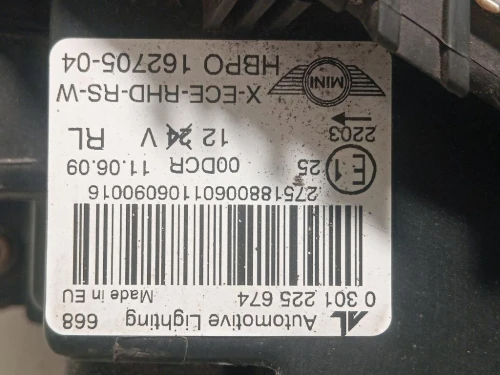 AL Automotive Lighting 668
Made in EU
0 301 225 674
27518800601106090016
E1 25 00DCR 11.06.09
2203 12 24 V RL
X-ECE-RHD-RS-W
MINI
HBPO 162705-04